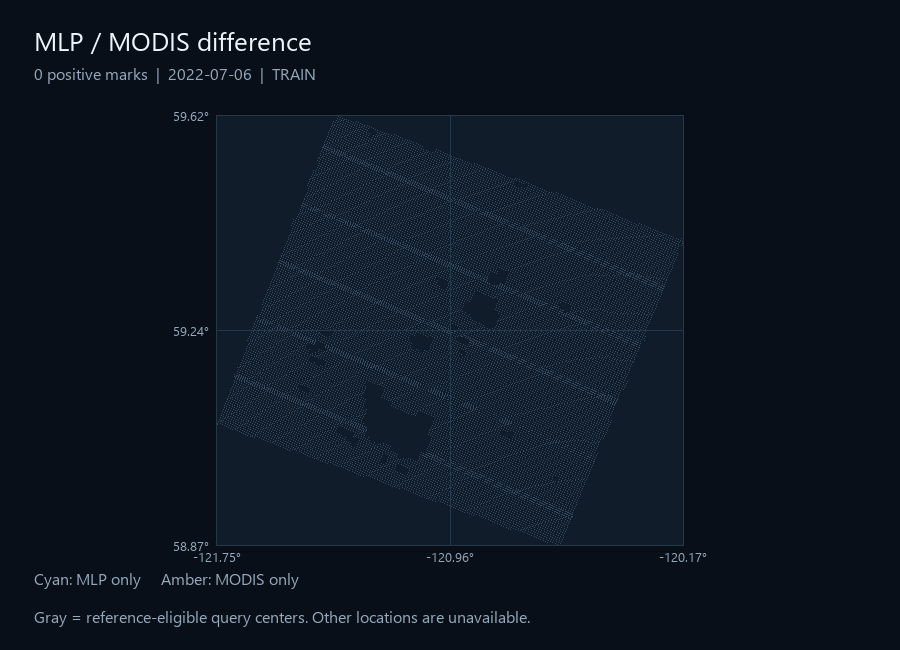 MLP / MODIS difference
0 positive marks | 2022-07-06 | TRAIN
59.62°
59.24°
58.87°
-121.75° -120.96° -120.17°
Cyan: MLP only Amber: MODIS only
Gray = reference-eligible query centers. Other locations are unavailable.